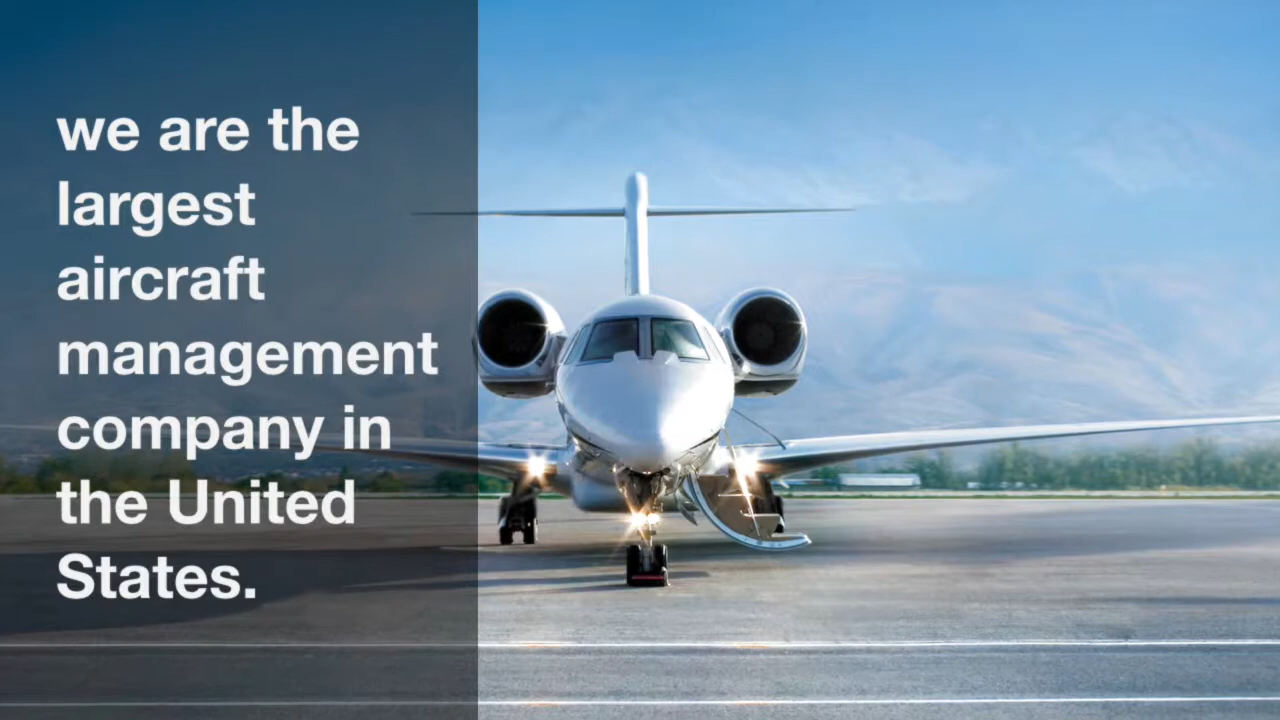 we are the
largest
aircraft
management
company in
the United
States.